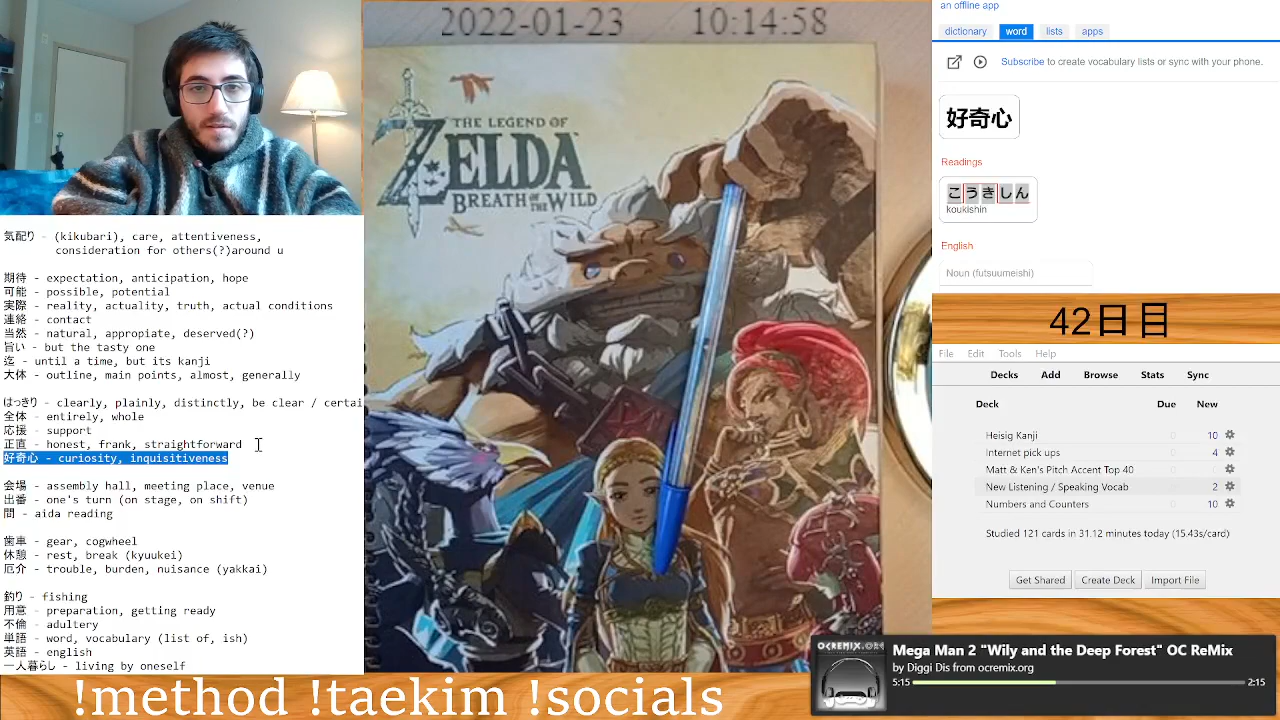 気配り - (kikubari), care, attentiveness,
consideration for others(?)around u
期待 - expectation, anticipation, hope
可能 - possible, potential
実際 - reality, actuality, truth, actual conditions
連絡 - contact
当然 - natural, appropiate, deserved(?)
旨い - but the tasty one
迄 - until a time, but its kanji
大体 - outline, main points, almost, generally
はっきり - clearly, plainly, distinctly, be clear / certai
全体 - entirely, whole
応援 - support
正直 - honest, frank, straightforward
好奇心 - curiosity, inquisitiveness
会場 - assembly hall, meeting place, venue
出番 - one's turn (on stage, on shift)
間 - aida reading
歯車 - gear, cogwheel
休憩 - rest, break (kyuukei)
厄介 - trouble, burden, nuisance (yakkai)
釣り - fishing
用意 - preparation, getting ready
不倫 - adultery
単語 - word, vocabulary (list of, ish)
英語 - english
一人暮らし - living by oneself
2022-01-23 10:14:58
THE LEGEND OF
ZELDA
BREATH OF THE WILD
an offline app
dictionary word lists apps
Subscribe to create vocabulary lists or sync with your phone.
好奇心
Readings
こうきしん
koukishin
English
Noun (futsuumeishi)
42日目
File Edit Tools Help
Decks Add Browse Stats Sync
Deck Due New
Heisig Kanji 0 10
Internet pick ups 0 4
Matt & Ken's Pitch Accent Top 40 0 0
New Listening / Speaking Vocab 0 2
Numbers and Counters 0 10
Studied 121 cards in 31.12 minutes today (15.43s/card)
Get Shared Create Deck Import File
OCREMIX.ORG
Mega Man 2 "Wily and the Deep Forest" OC ReMix
by Diggi Dis from ocremix.org
5:15 2:15
!method !taekim !socials